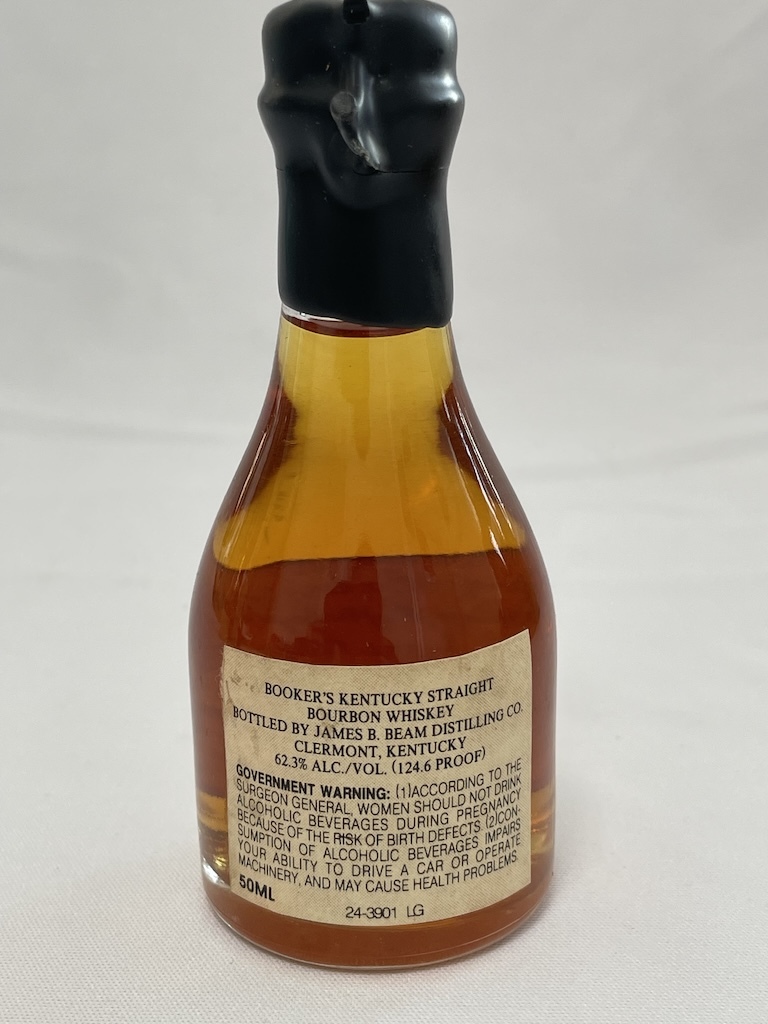 BOOKER'S KENTUCKY STRAIGHT
BOURBON WHISKEY
BOTTLED BY JAMES B. BEAM DISTILLING CO.
CLERMONT, KENTUCKY
62.3% ALC./VOL. (124.6 PROOF)
GOVERNMENT WARNING: (1)ACCORDING TO THE
SURGEON GENERAL, WOMEN SHOULD NOT DRINK
ALCOHOLIC BEVERAGES DURING PREGNANCY
BECAUSE OF THE RISK OF BIRTH DEFECTS. (2)CON-
SUMPTION OF ALCOHOLIC BEVERAGES IMPAIRS
YOUR ABILITY TO DRIVE A CAR OR OPERATE
MACHINERY, AND MAY CAUSE HEALTH PROBLEMS.
50ML
24-3901 LG